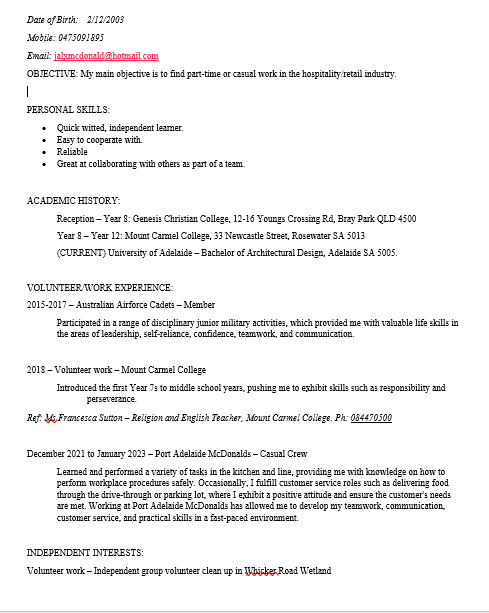 Date of Birth: 2/12/2003
Mobile: 0475091895
Email: jalxmcdonald@hotmail.com
OBJECTIVE: My main objective is to find part-time or casual work in the hospitality/retail industry.
PERSONAL SKILLS:
• Quick witted, independent learner.
• Easy to cooperate with.
• Reliable
• Great at collaborating with others as part of a team.
ACADEMIC HISTORY:
Reception – Year 8: Genesis Christian College, 12-16 Youngs Crossing Rd, Bray Park QLD 4500
Year 8 – Year 12: Mount Carmel College, 33 Newcastle Street, Rosewater SA 5013
(CURRENT) University of Adelaide – Bachelor of Architectural Design, Adelaide SA 5005.
VOLUNTEER/WORK EXPERIENCE:
2015-2017 – Australian Airforce Cadets – Member
Participated in a range of disciplinary junior military activities, which provided me with valuable life skills in
the areas of leadership, self-reliance, confidence, teamwork, and communication.
2018 – Volunteer work – Mount Carmel College
Introduced the first Year 7s to middle school years, pushing me to exhibit skills such as responsibility and
perseverance.
Ref: Ms.Francesca Sutton – Religion and English Teacher, Mount Carmel College. Ph: 084470500
December 2021 to January 2023 – Port Adelaide McDonalds – Casual Crew
Learned and performed a variety of tasks in the kitchen and line, providing me with knowledge on how to
perform workplace procedures safely. Occasionally, I fulfill customer service roles such as delivering food
through the drive-through or parking lot, where I exhibit a positive attitude and ensure the customer's needs
are met. Working at Port Adelaide McDonalds has allowed me to develop my teamwork, communication,
customer service, and practical skills in a fast-paced environment.
INDEPENDENT INTERESTS:
Volunteer work – Independent group volunteer clean up in Whicker Road Wetland